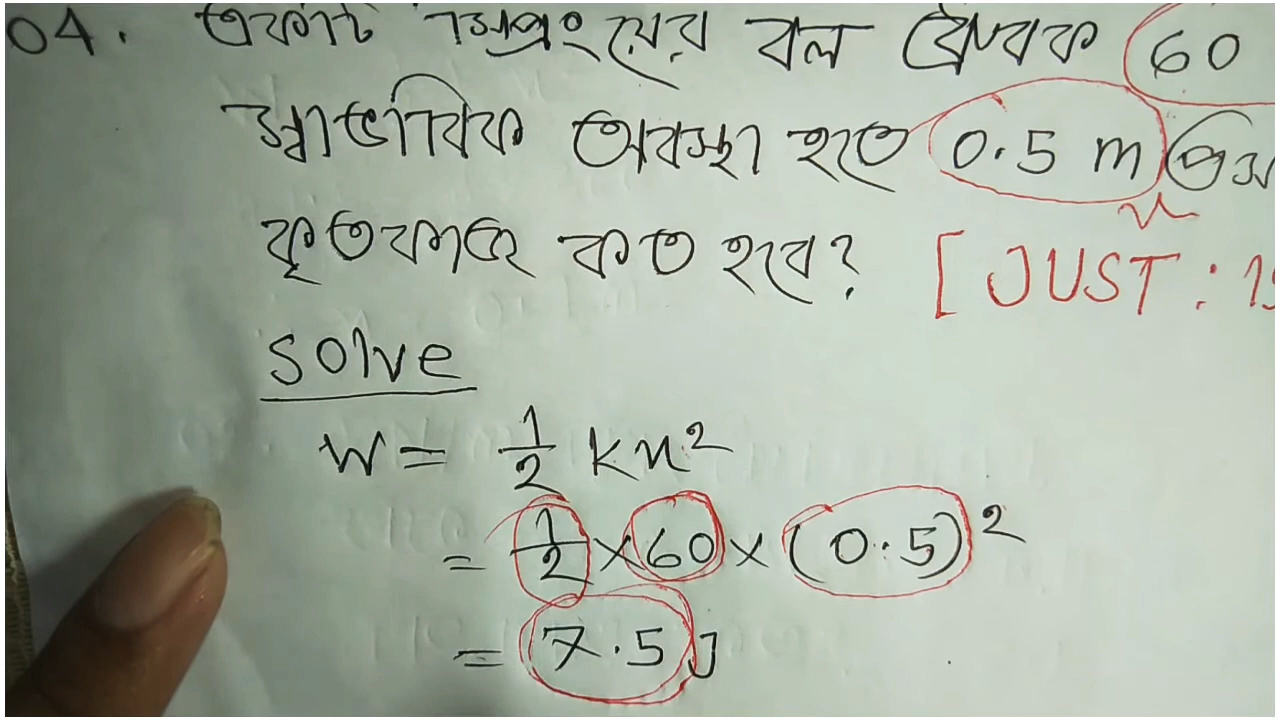 04. একটি স্প্রিংয়ের বল ধ্রুবক 60
স্বাভাবিক অবস্থা হতে 0.5 m
কৃতকাজ কত হবে? [JUST:
Solve
W = 1/2 Kx²
= 1/2 × 60 × (0.5)²
= 7.5 J